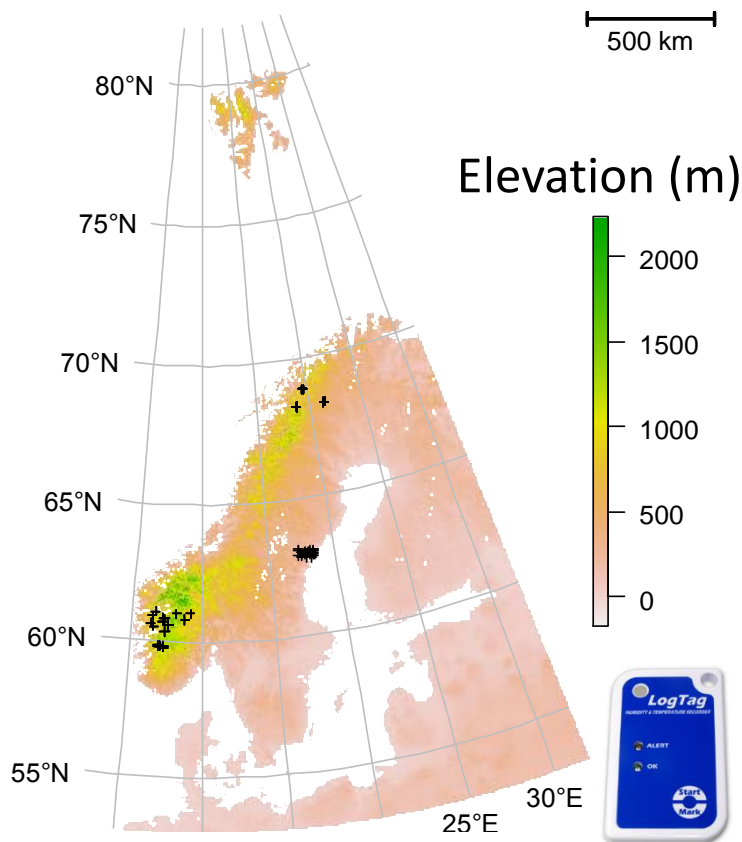 500 km
80°N
Elevation (m)
75°N
2000
1500
70°N
1000
65°N
500
0
60°N
LogTag
HUMIDITY & TEMPERATURE RECORDER
ALERT
OK
55°N
Start
Mark
30°E
25°E